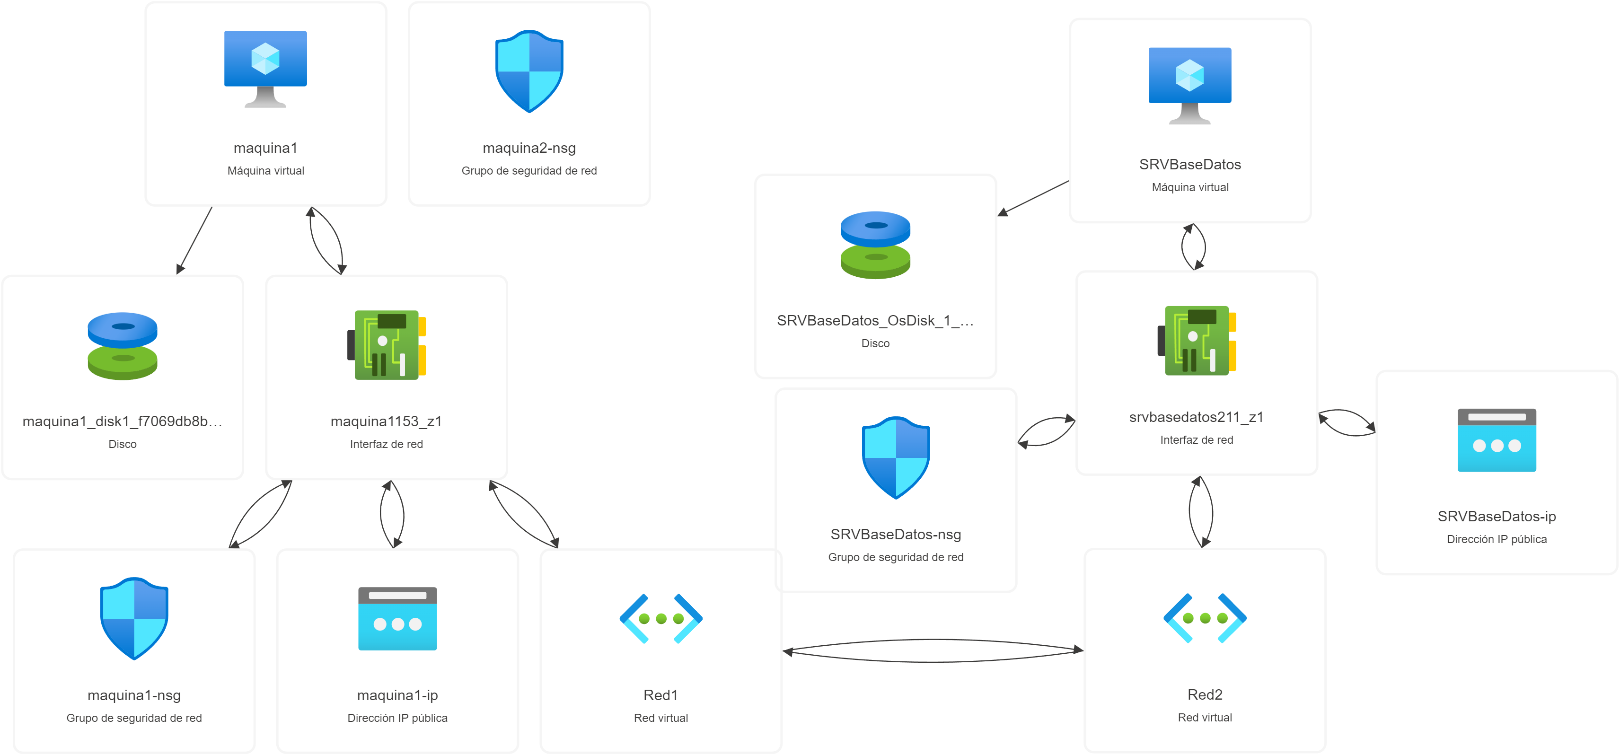 maquina1
Máquina virtual
maquina2-nsg
Grupo de seguridad de red
SRVBaseDatos
Máquina virtual
SRVBaseDatos_OsDisk_1_...
Disco
maquina1_disk1_f7069db8b...
Disco
maquina1153_z1
Interfaz de red
srvbasedatos211_z1
Interfaz de red
SRVBaseDatos-nsg
Grupo de seguridad de red
SRVBaseDatos-ip
Dirección IP pública
maquina1-nsg
Grupo de seguridad de red
maquina1-ip
Dirección IP pública
Red1
Red virtual
Red2
Red virtual